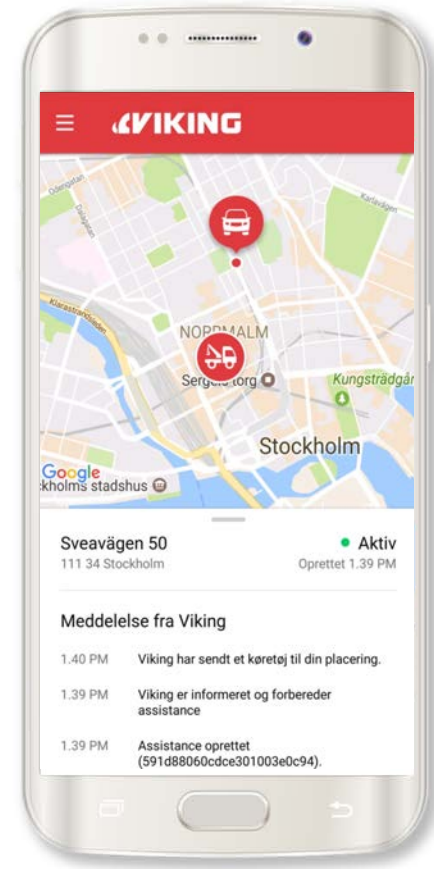 VIKING
Odengatan
Dalagatan
Karlavägen
Klarastrandsleden
NORRMALM
Sergels torg
Kungsträdgår
Stockholm
Google
kholms stadshus
Sveavägen 50
Aktiv
111 34 Stockholm
Oprettet 1.39 PM
Meddelelse fra Viking
1.40 PM Viking har sendt et køretøj til din placering.
1.39 PM Viking er informeret og forbereder
assistance
1.39 PM Assistance oprettet
(591d88060cdce301003e0c94).